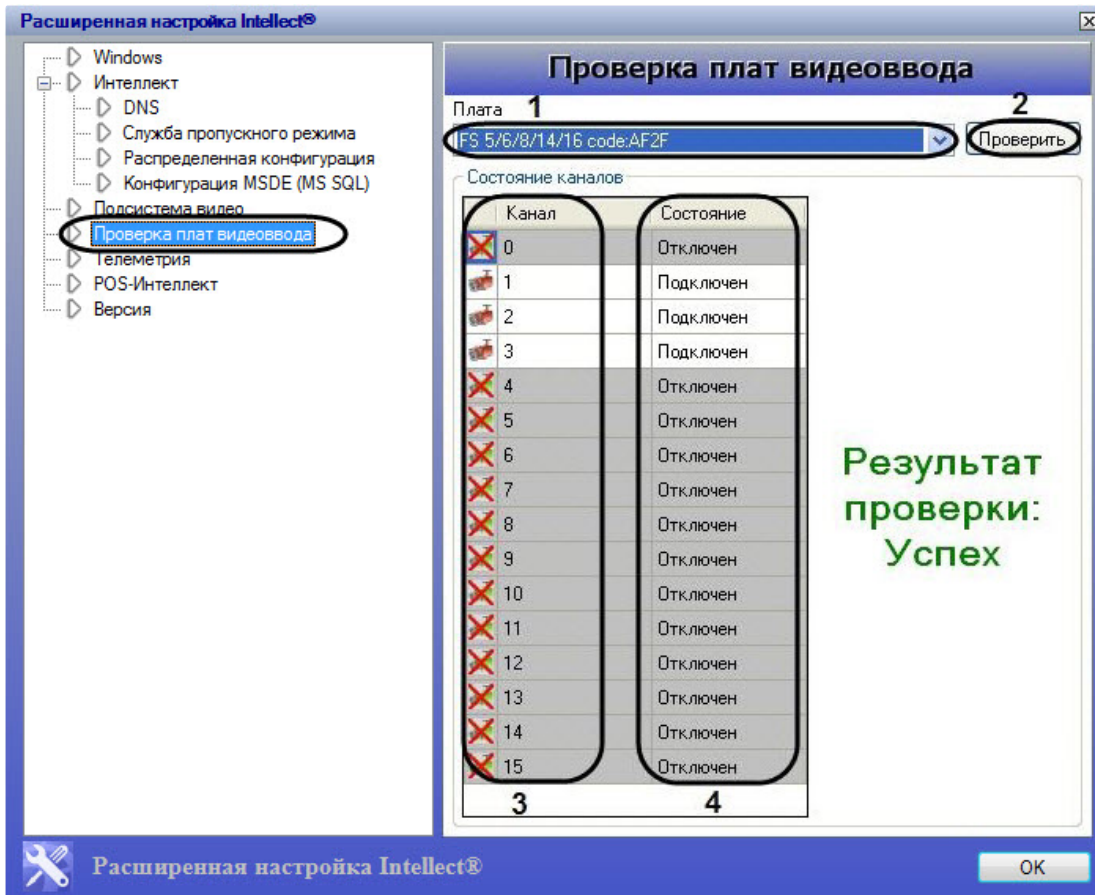 Расширенная настройка Intellect®
Windows
Интеллект
DNS
Служба пропускного режима
Распределенная конфигурация
Конфигурация MSDE (MS SQL)
Подсистема видео
Проверка плат видеоввода
Телеметрия
POS-Интеллект
Версия
Проверка плат видеоввода
Плата 1 2
FS 5/6/8/14/16 code:AF2F Проверить
Состояние каналов
Канал Состояние
0 Отключен
1 Подключен
2 Подключен
3 Подключен
4 Отключен
5 Отключен
6 Отключен
7 Отключен
8 Отключен
9 Отключен
10 Отключен
11 Отключен
12 Отключен
13 Отключен
14 Отключен
15 Отключен
3 4
Результат
проверки:
Успех
Расширенная настройка Intellect®
OK